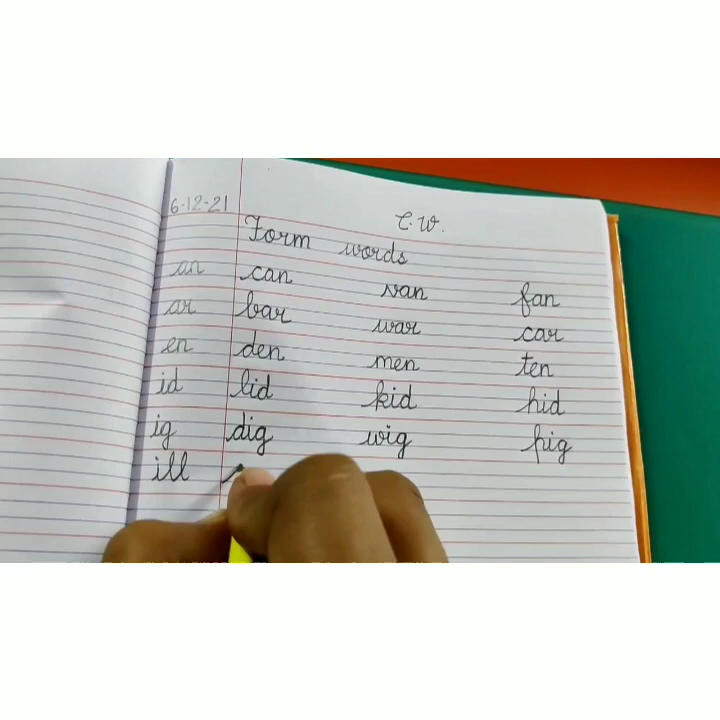 6-12-21
C.W.
Form words
an can van fan
ar bar war car
en den men ten
id lid kid hid
ig dig wig pig
ill